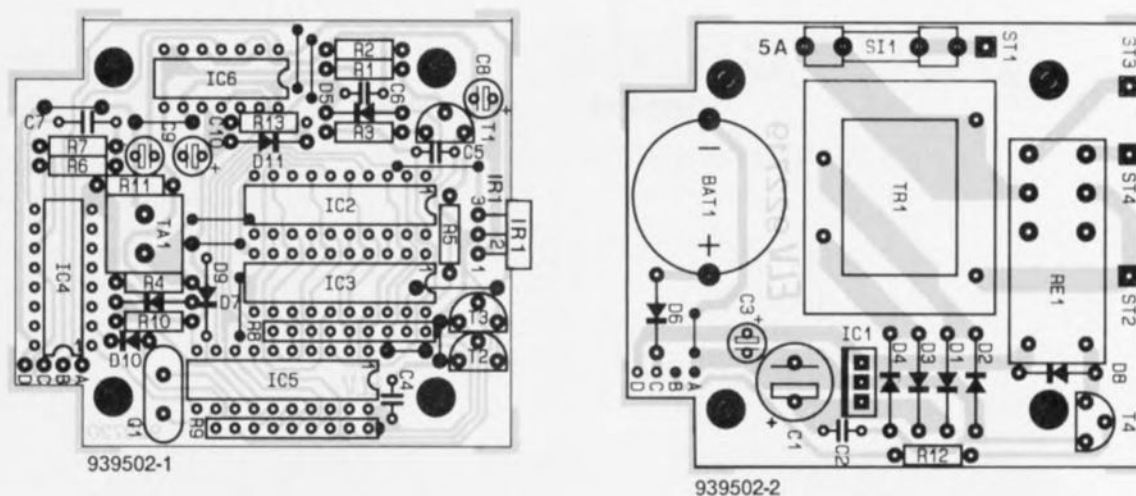 IC6
R2
R1
C8
+
D5
C6
R3
T1
C5
C7
C9
C10
+
R13
D11
R7
R6
R11
TA1
IC2
R5
IR1
3
2
1
IR1
IC4
R4
D9
D7
R10
D10
IC3
R8
T3
T2
D C B A
1
IC5
C4
Q1
R9
939502-1
5A
SI1
ST1
ST3
BAT1
-
+
TR1
ST4
RE1
ST2
D6
C3
+
IC1
D4
D3
D1
D2
D8
T4
D C B A
C1
+
C2
R12
939502-2